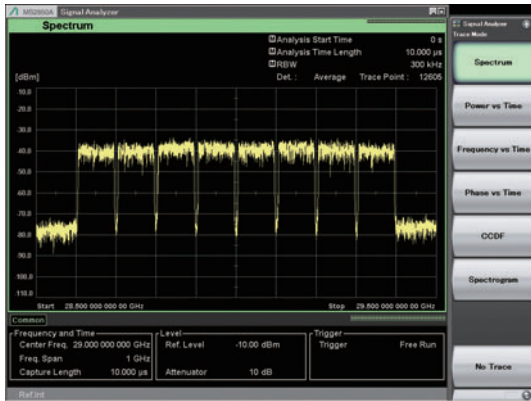 MS2850A Signal Analyzer
Spectrum
Analysis Start Time 0 s
Analysis Time Length 10.000 µs
RBW 300 kHz
[dBm] Det. : Average Trace Point : 12605
-10.0
-20.0
-30.0
-40.0
-50.0
-60.0
-70.0
-80.0
-90.0
-100.0
-110.0
Start 28.500 000 000 00 GHz Stop 29.500 000 000 00 GHz
Common
Frequency and Time
Center Freq. 29.000 000 000 GHz
Freq. Span 1 GHz
Capture Length 10.000 µs
Level
Ref. Level -10.00 dBm
Attenuator 10 dB
Trigger
Trigger Free Run
Ref.Int
Signal Analyzer
Trace Mode
Spectrum
Power vs Time
Frequency vs Time
Phase vs Time
CCDF
Spectrogram
No Trace